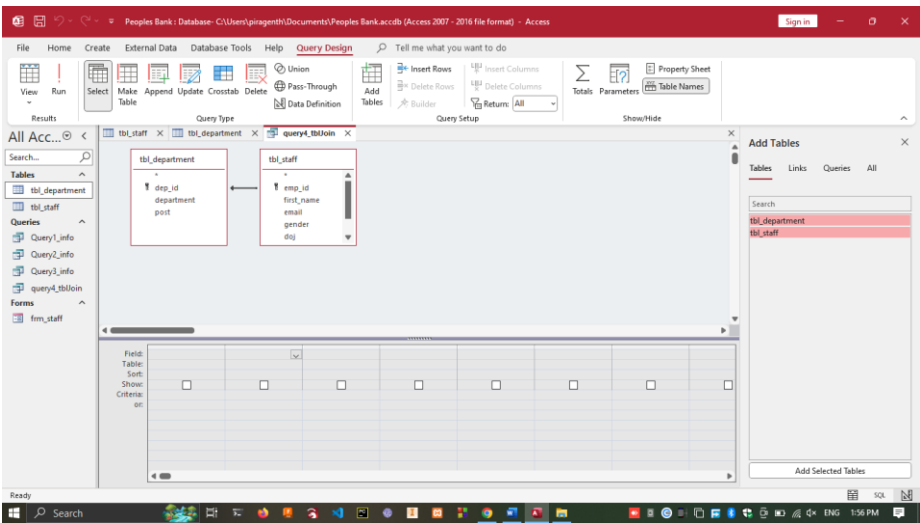 Peoples Bank : Database- C:\Users\piragenth\Documents\Peoples Bank.accdb (Access 2007 - 2016 file format) - Access
Sign in
File Home Create External Data Database Tools Help Query Design Tell me what you want to do
View Run
Results
Select Make Table Append Update Crosstab Delete
Union
Pass-Through
Data Definition
Query Type
Add Tables
Insert Rows
Delete Rows
Builder
Insert Columns
Delete Columns
Return: All
Query Setup
Totals Parameters
Property Sheet
Table Names
Show/Hide
All Acc...
Search...
Tables
tbl_department
tbl_staff
Queries
Query1_info
Query2_info
Query3_info
query4_tblJoin
Forms
frm_staff
tbl_staff tbl_department query4_tblJoin
tbl_department
*
dep_id
department
post
tbl_staff
*
emp_id
first_name
email
gender
doj
Field:
Table:
Sort:
Show:
Criteria:
or:
Add Tables
Tables Links Queries All
Search
tbl_department
tbl_staff
Add Selected Tables
Ready
SQL
Search
ENG 1:56 PM